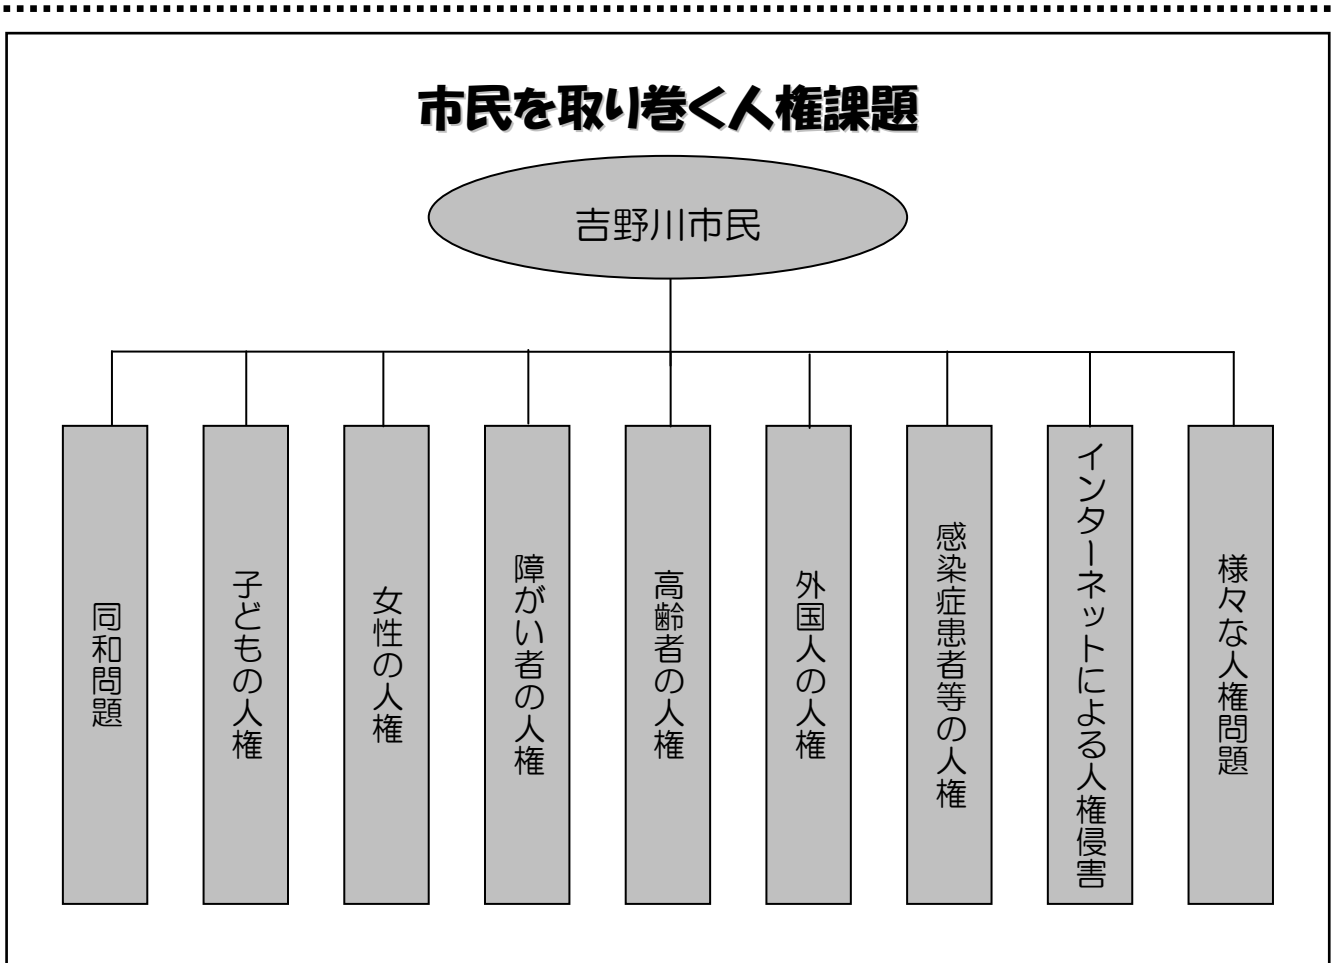 市民を取り巻く人権課題
吉野川市民
同和問題
子どもの人権
女性の人権
障がい者の人権
高齢者の人権
外国人の人権
感染症患者等の人権
インターネットによる人権侵害
様々な人権問題